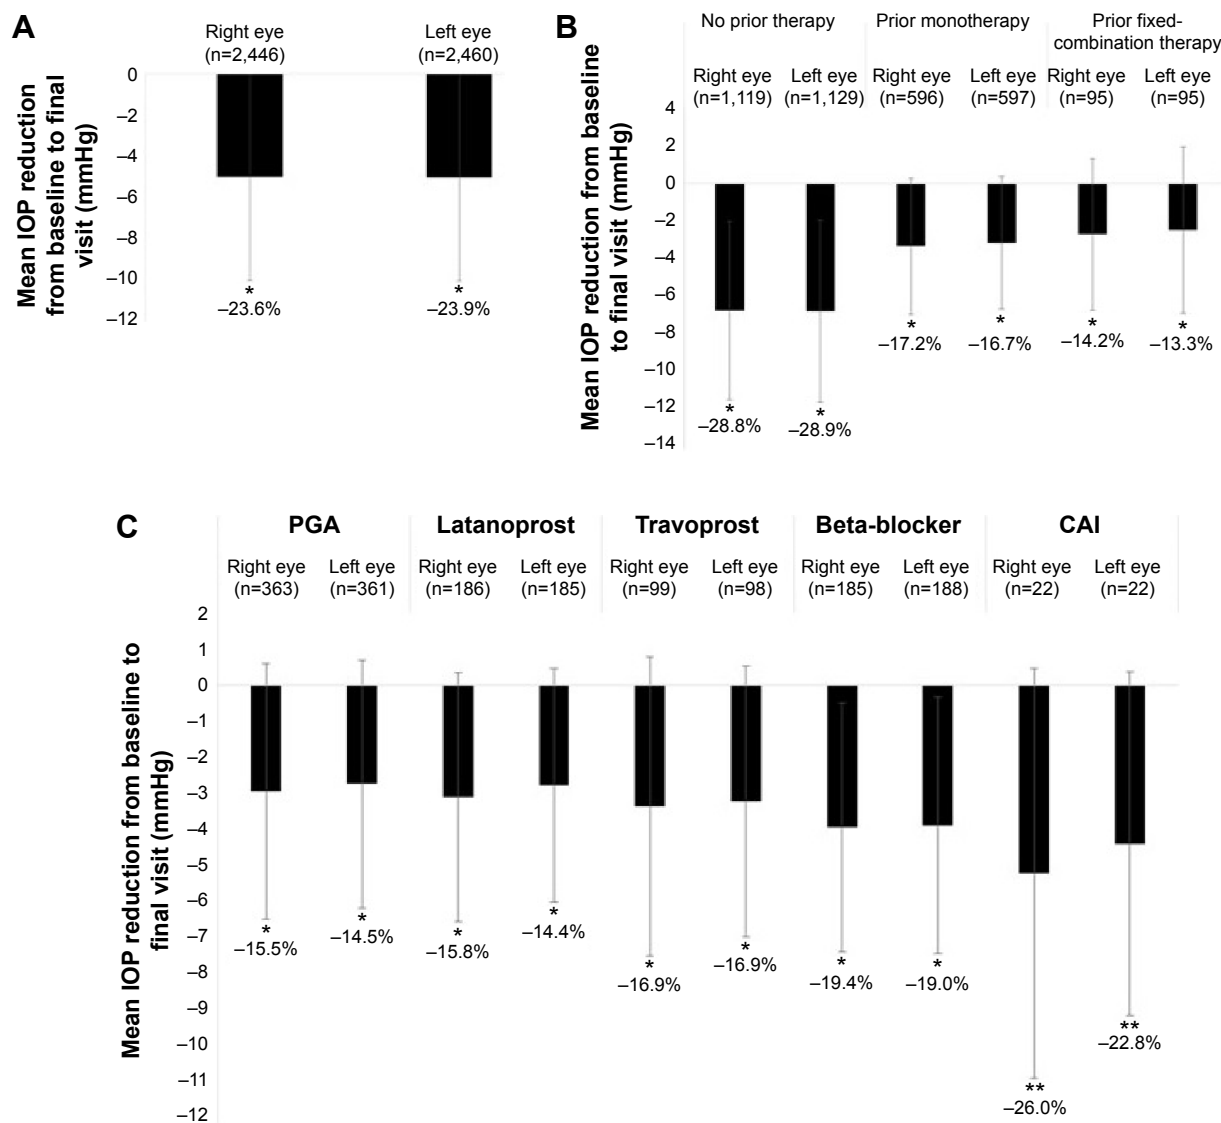 A
Right eye
(n=2,446)
Left eye
(n=2,460)
Mean IOP reduction
from baseline to final
visit (mmHg)
0
–2
–4
–6
–8
–10
–12
*
–23.6%
*
–23.9%
B
No prior therapy
Prior monotherapy
Prior fixed-
combination therapy
Right eye
(n=1,119)
Left eye
(n=1,129)
Right eye
(n=596)
Left eye
(n=597)
Right eye
(n=95)
Left eye
(n=95)
Mean IOP reduction from baseline
to final visit (mmHg)
4
2
0
–2
–4
–6
–8
–10
–12
–14
*
–28.8%
*
–28.9%
*
–17.2%
*
–16.7%
*
–14.2%
*
–13.3%
C
PGA
Latanoprost
Travoprost
Beta-blocker
CAI
Right eye
(n=363)
Left eye
(n=361)
Right eye
(n=186)
Left eye
(n=185)
Right eye
(n=99)
Left eye
(n=98)
Right eye
(n=185)
Left eye
(n=188)
Right eye
(n=22)
Left eye
(n=22)
Mean IOP reduction from baseline to
final visit (mmHg)
2
1
0
–1
–2
–3
–4
–5
–6
–7
–8
–9
–10
–11
–12
*
–15.5%
*
–14.5%
*
–15.8%
*
–14.4%
*
–16.9%
*
–16.9%
*
–19.4%
*
–19.0%
**
–26.0%
**
–22.8%